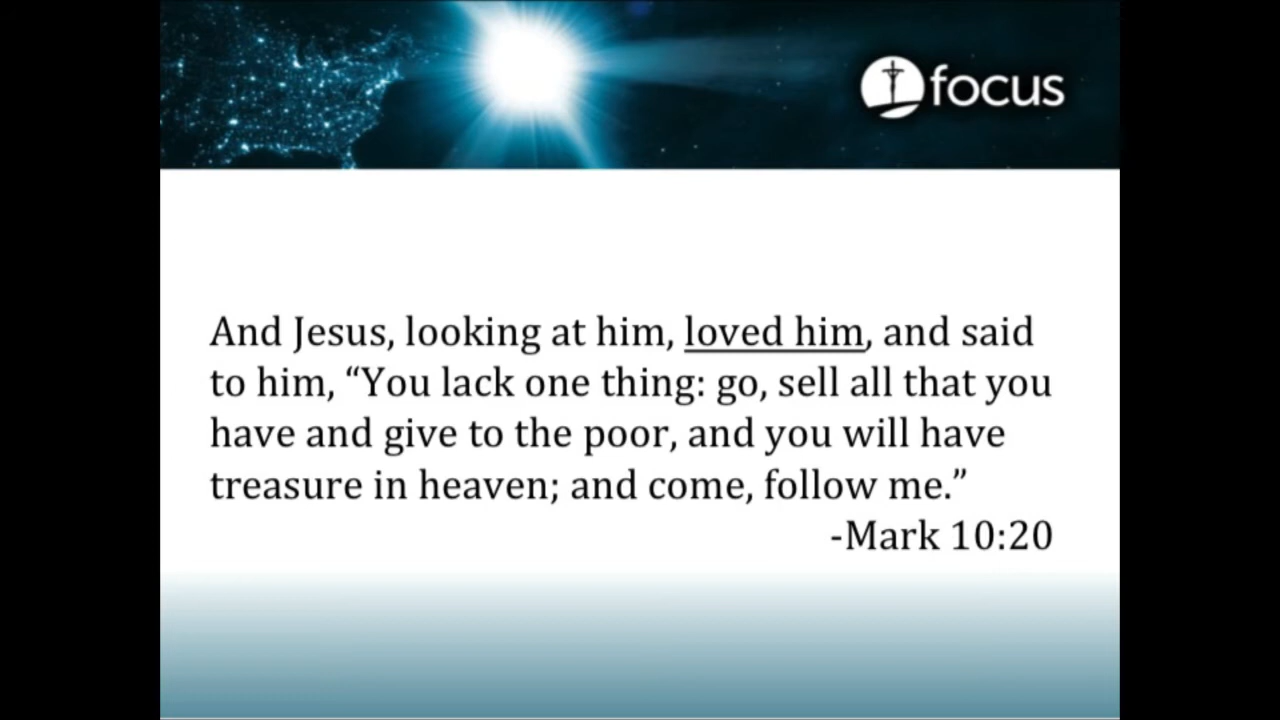 focus
And Jesus, looking at him, loved him, and said
to him, “You lack one thing: go, sell all that you
have and give to the poor, and you will have
treasure in heaven; and come, follow me.”
-Mark 10:20